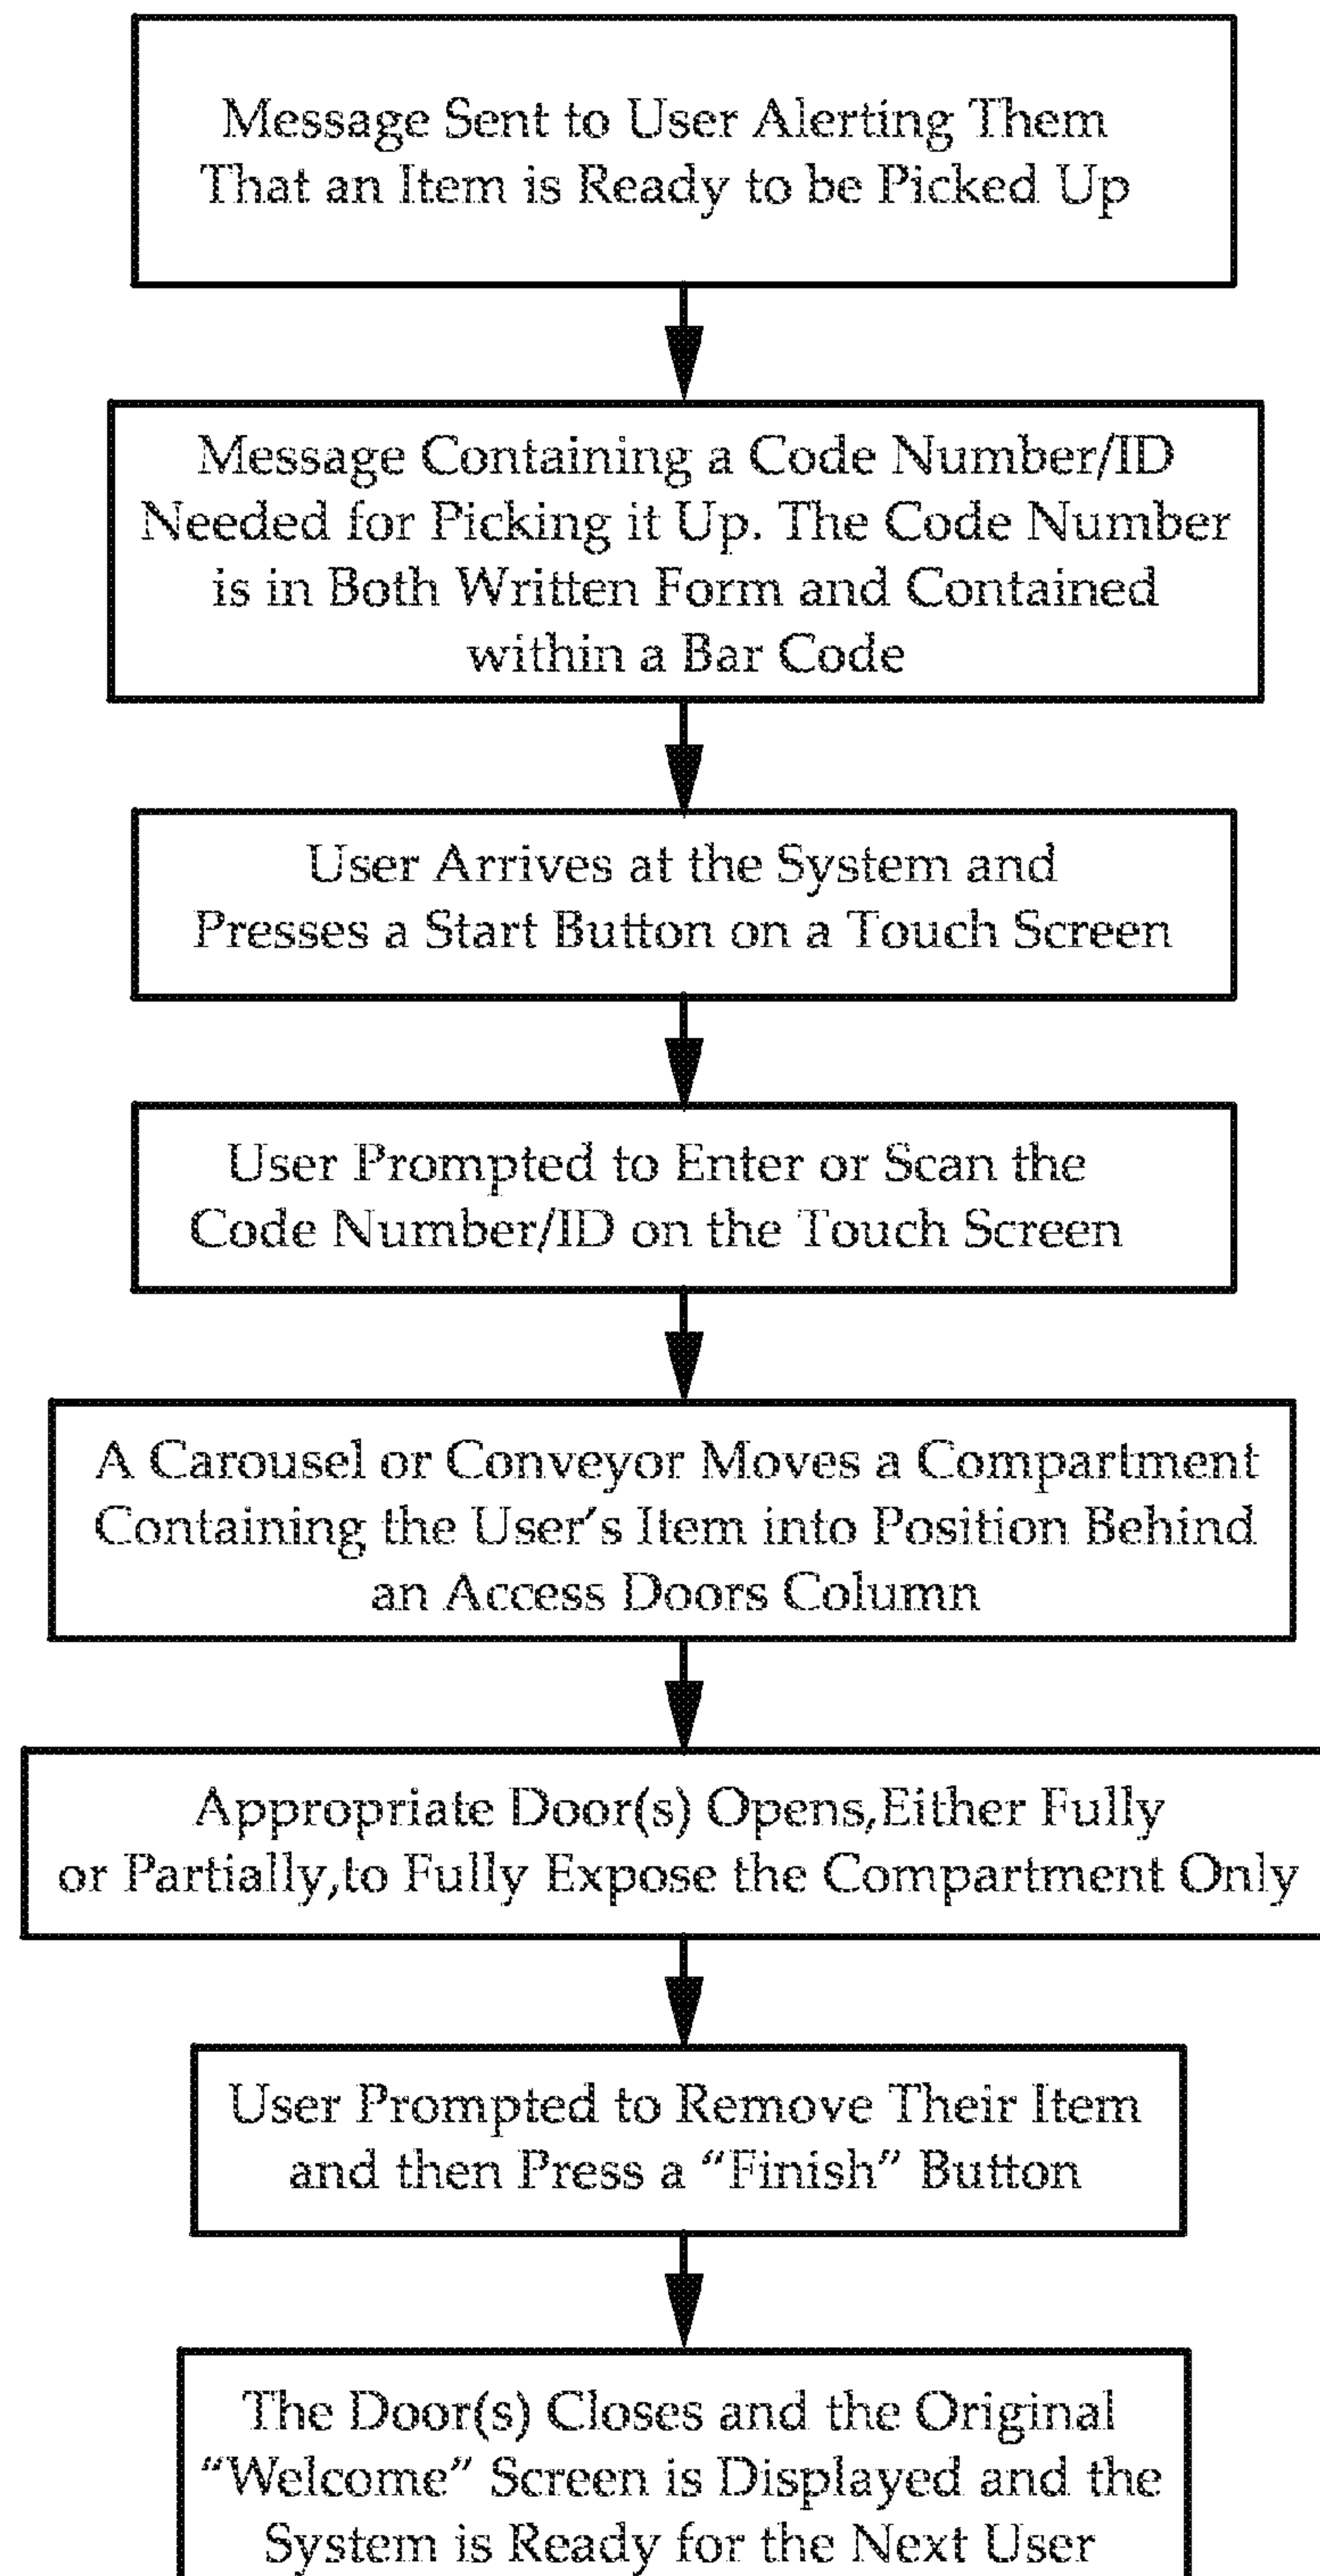 Message Sent to User Alerting Them
That an Item is Ready to be Picked Up
Message Containing a Code Number/ID
Needed for Picking it Up. The Code Number
is in Both Written Form and Contained
within a Bar Code
User Arrives at the System and
Presses a Start Button on a Touch Screen
User Prompted to Enter or Scan the
Code Number/ID on the Touch Screen
A Carousel or Conveyor Moves a Compartment
Containing the User's Item into Position Behind
an Access Doors Column
Appropriate Door(s) Opens,Either Fully
or Partially,to Fully Expose the Compartment Only
User Prompted to Remove Their Item
and then Press a “Finish” Button
The Door(s) Closes and the Original
“Welcome” Screen is Displayed and the
System is Ready for the Next User